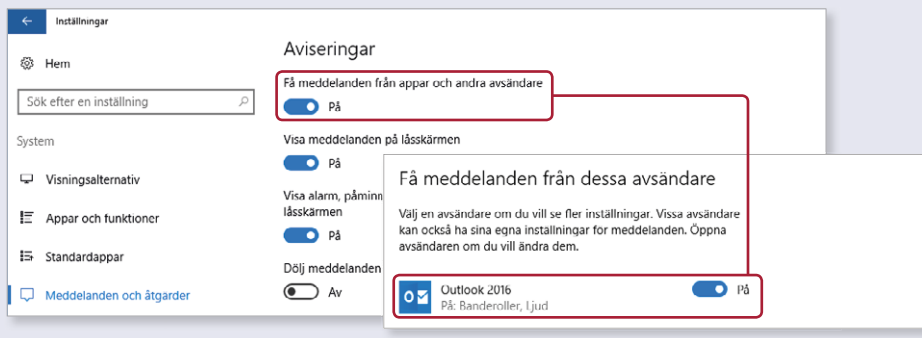 Inställningar
Hem
Sök efter en inställning
System
Visningsalternativ
Appar och funktioner
Standardappar
Meddelanden och åtgarder
Aviseringar
Få meddelanden från appar och andra avsändare
På
Visa meddelanden på låsskärmen
På
Visa alarm, påminn
låsskärmen
På
Dölj meddelanden
Av
Få meddelanden från dessa avsändare
Välj en avsändare om du vill se fler inställningar. Vissa avsändare
kan också ha sina egna installningar for meddelanden. Öppna
avsändaren om du vill ändra dem.
Outlook 2016
På
På: Banderoller, Ljud